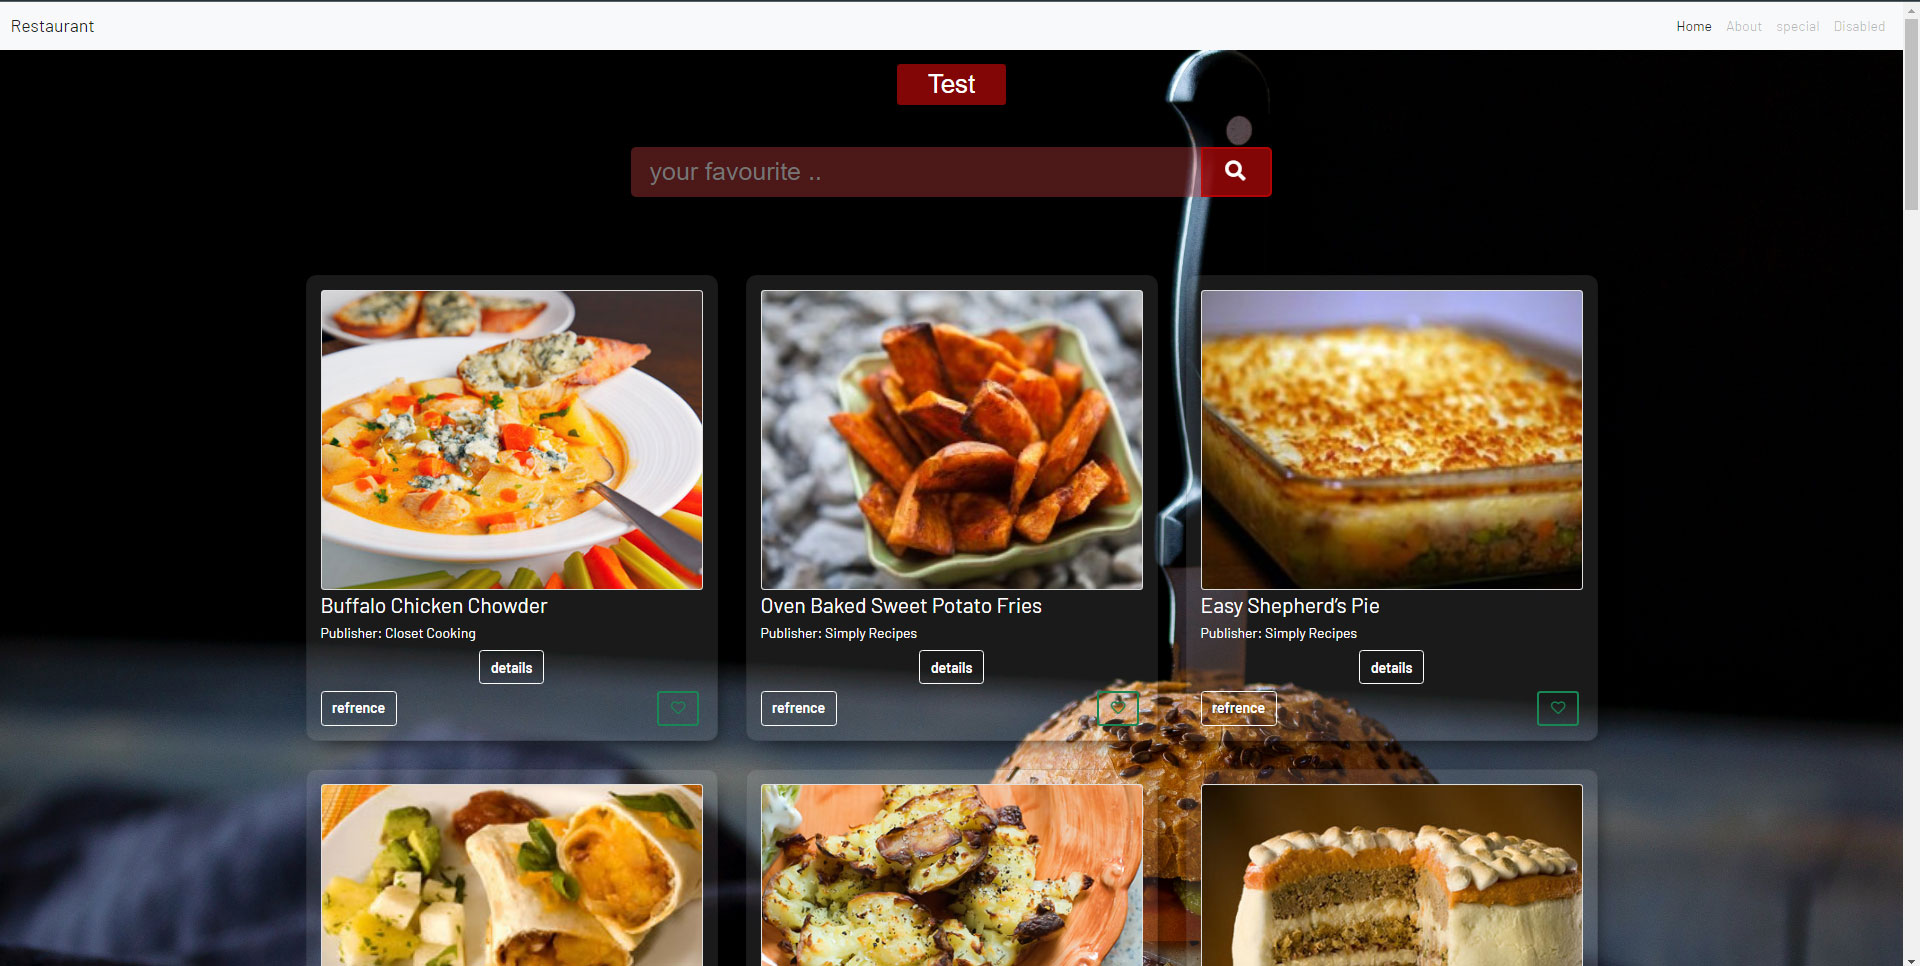 Restaurant
Home About special Disabled
Test
your favourite ..
Buffalo Chicken Chowder
Publisher: Closet Cooking
details
refrence
Oven Baked Sweet Potato Fries
Publisher: Simply Recipes
details
refrence
Easy Shepherd’s Pie
Publisher: Simply Recipes
details
refrence